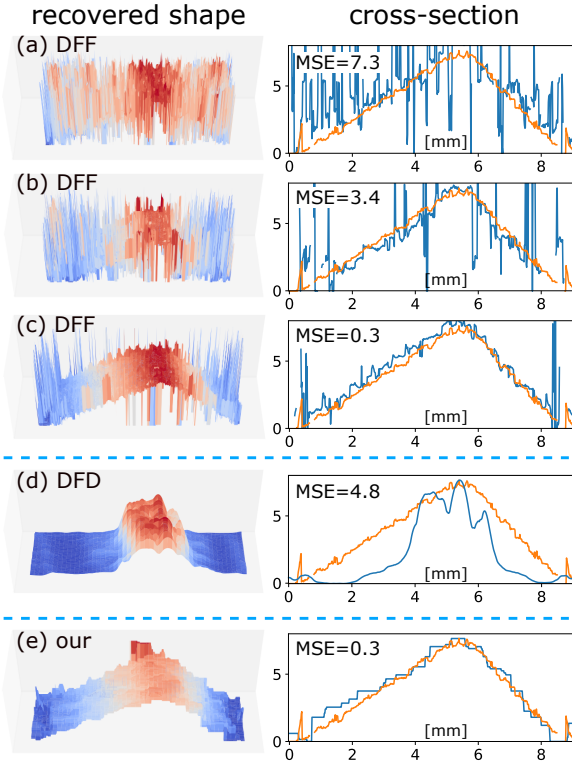 recovered shape cross-section
(a) DFF
MSE=7.3
5
0
[mm]
0 2 4 6 8
(b) DFF
MSE=3.4
5
0
[mm]
0 2 4 6 8
(c) DFF
MSE=0.3
5
0
[mm]
0 2 4 6 8
(d) DFD
MSE=4.8
5
0
[mm]
0 2 4 6 8
(e) our
MSE=0.3
5
0
[mm]
0 2 4 6 8